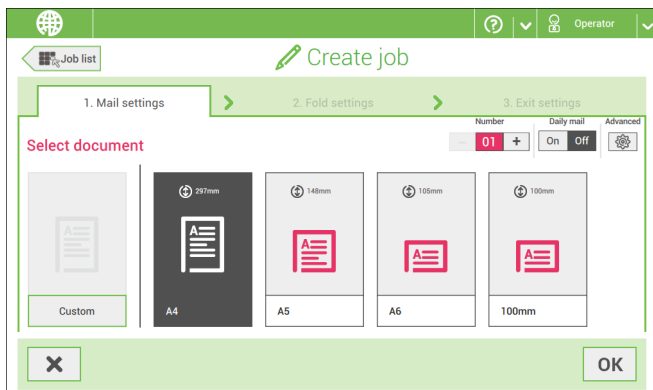 Operator
Job list
Create job
1. Mail settings
2. Fold settings
3. Exit settings
Select document
Number
01
Daily mail
On Off
Advanced
297mm
148mm
105mm
100mm
Custom
A4
A5
A6
100mm
OK